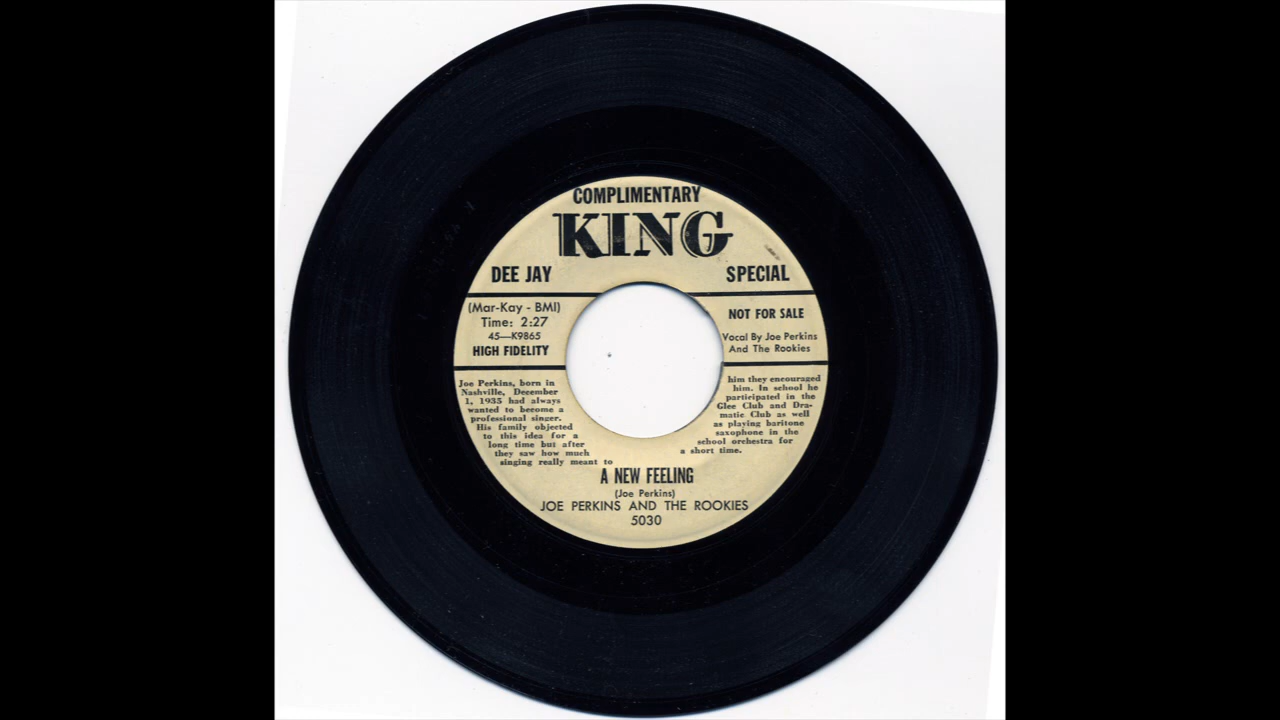 COMPLIMENTARY
KING
DEE JAY SPECIAL
(Mar-Kay - BMI)
Time: 2:27
45—K9865
HIGH FIDELITY
NOT FOR SALE
Vocal By Joe Perkins
And The Rookies
Joe Perkins, born in
Nashville, December
1, 1935 had always
wanted to become a
professional singer.
His family objected
to this idea for a
long time but after
they saw how much
singing really meant to
him they encouraged
him. In school he
participated in the
Glee Club and Dra-
matic Club as well
as playing baritone
saxophone in the
school orchestra for
a short time.
A NEW FEELING
(Joe Perkins)
JOE PERKINS AND THE ROOKIES
5030